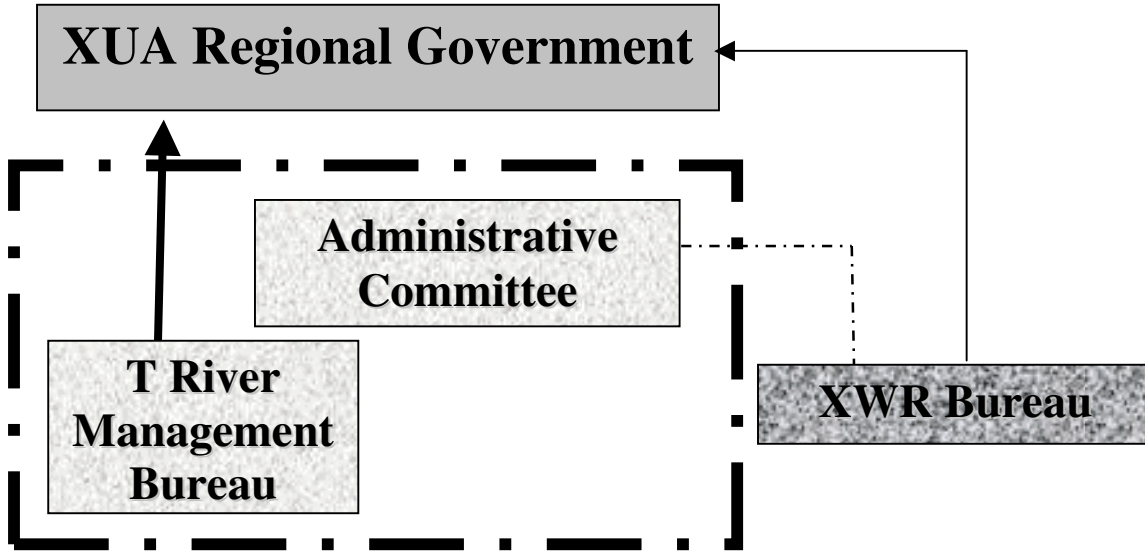 XUA Regional Government
Administrative
Committee
T River
Management
Bureau
XWR Bureau